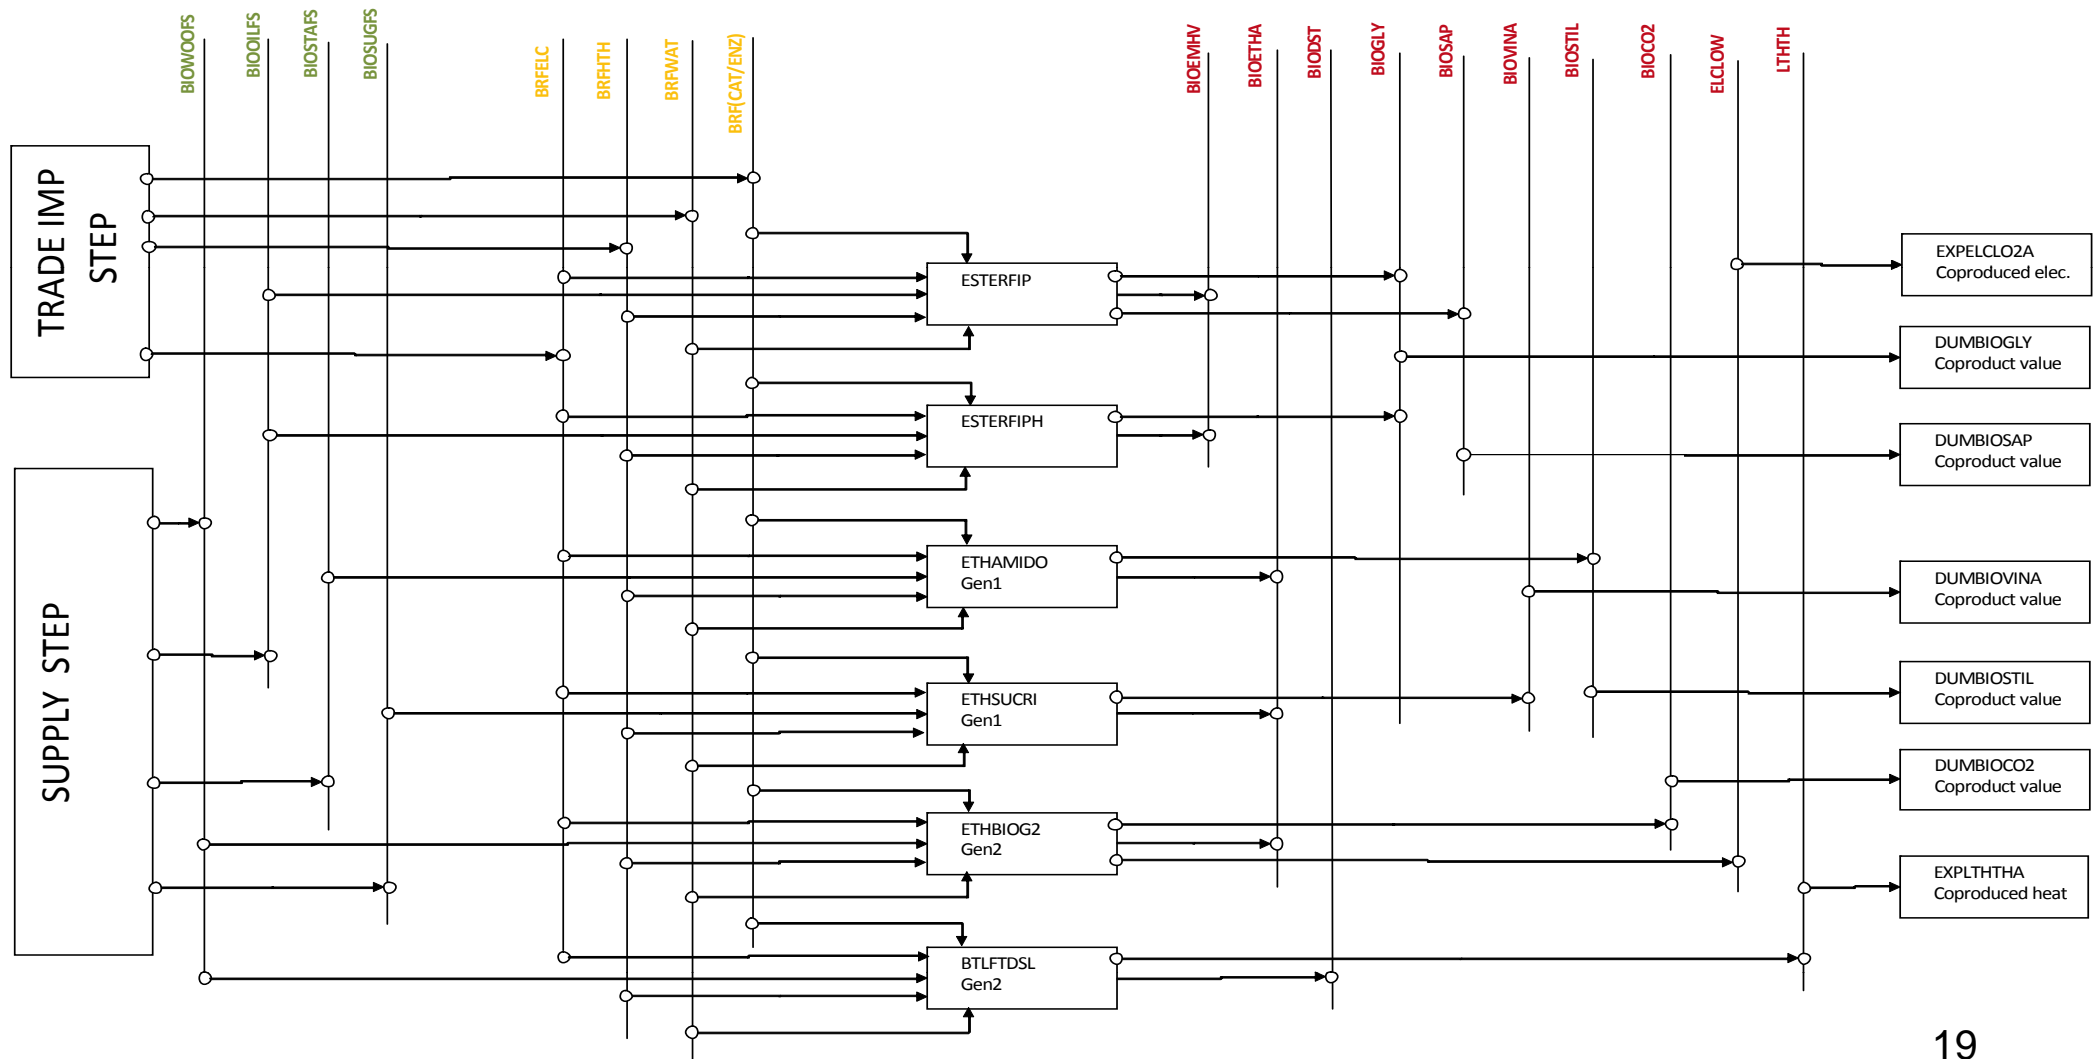 BIOWOOFS
BIOOILFS
BIOSTAFS
BIOSUGFS
BRFELC
BRFHTH
BRFWAT
BRF(CAT/ENZ)
BIOEMHV
BIOETHA
BIODST
BIOGLY
BIOSAP
BIOVINA
BIOSTIL
BIOCO2
ELCLOW
LTHTH
TRADE IMP
STEP
SUPPLY STEP
ESTERFIP
ESTERFIPH
ETHAMIDO
Gen1
ETHSUCRI
Gen1
ETHBIOG2
Gen2
BTLFTDSL
Gen2
EXPELCLO2A
Coproduced elec.
DUMBIOGLY
Coproduct value
DUMBIOSAP
Coproduct value
DUMBIOVINA
Coproduct value
DUMBIOSTIL
Coproduct value
DUMBIOCO2
Coproduct value
EXPLTHTHA
Coproduced heat
19